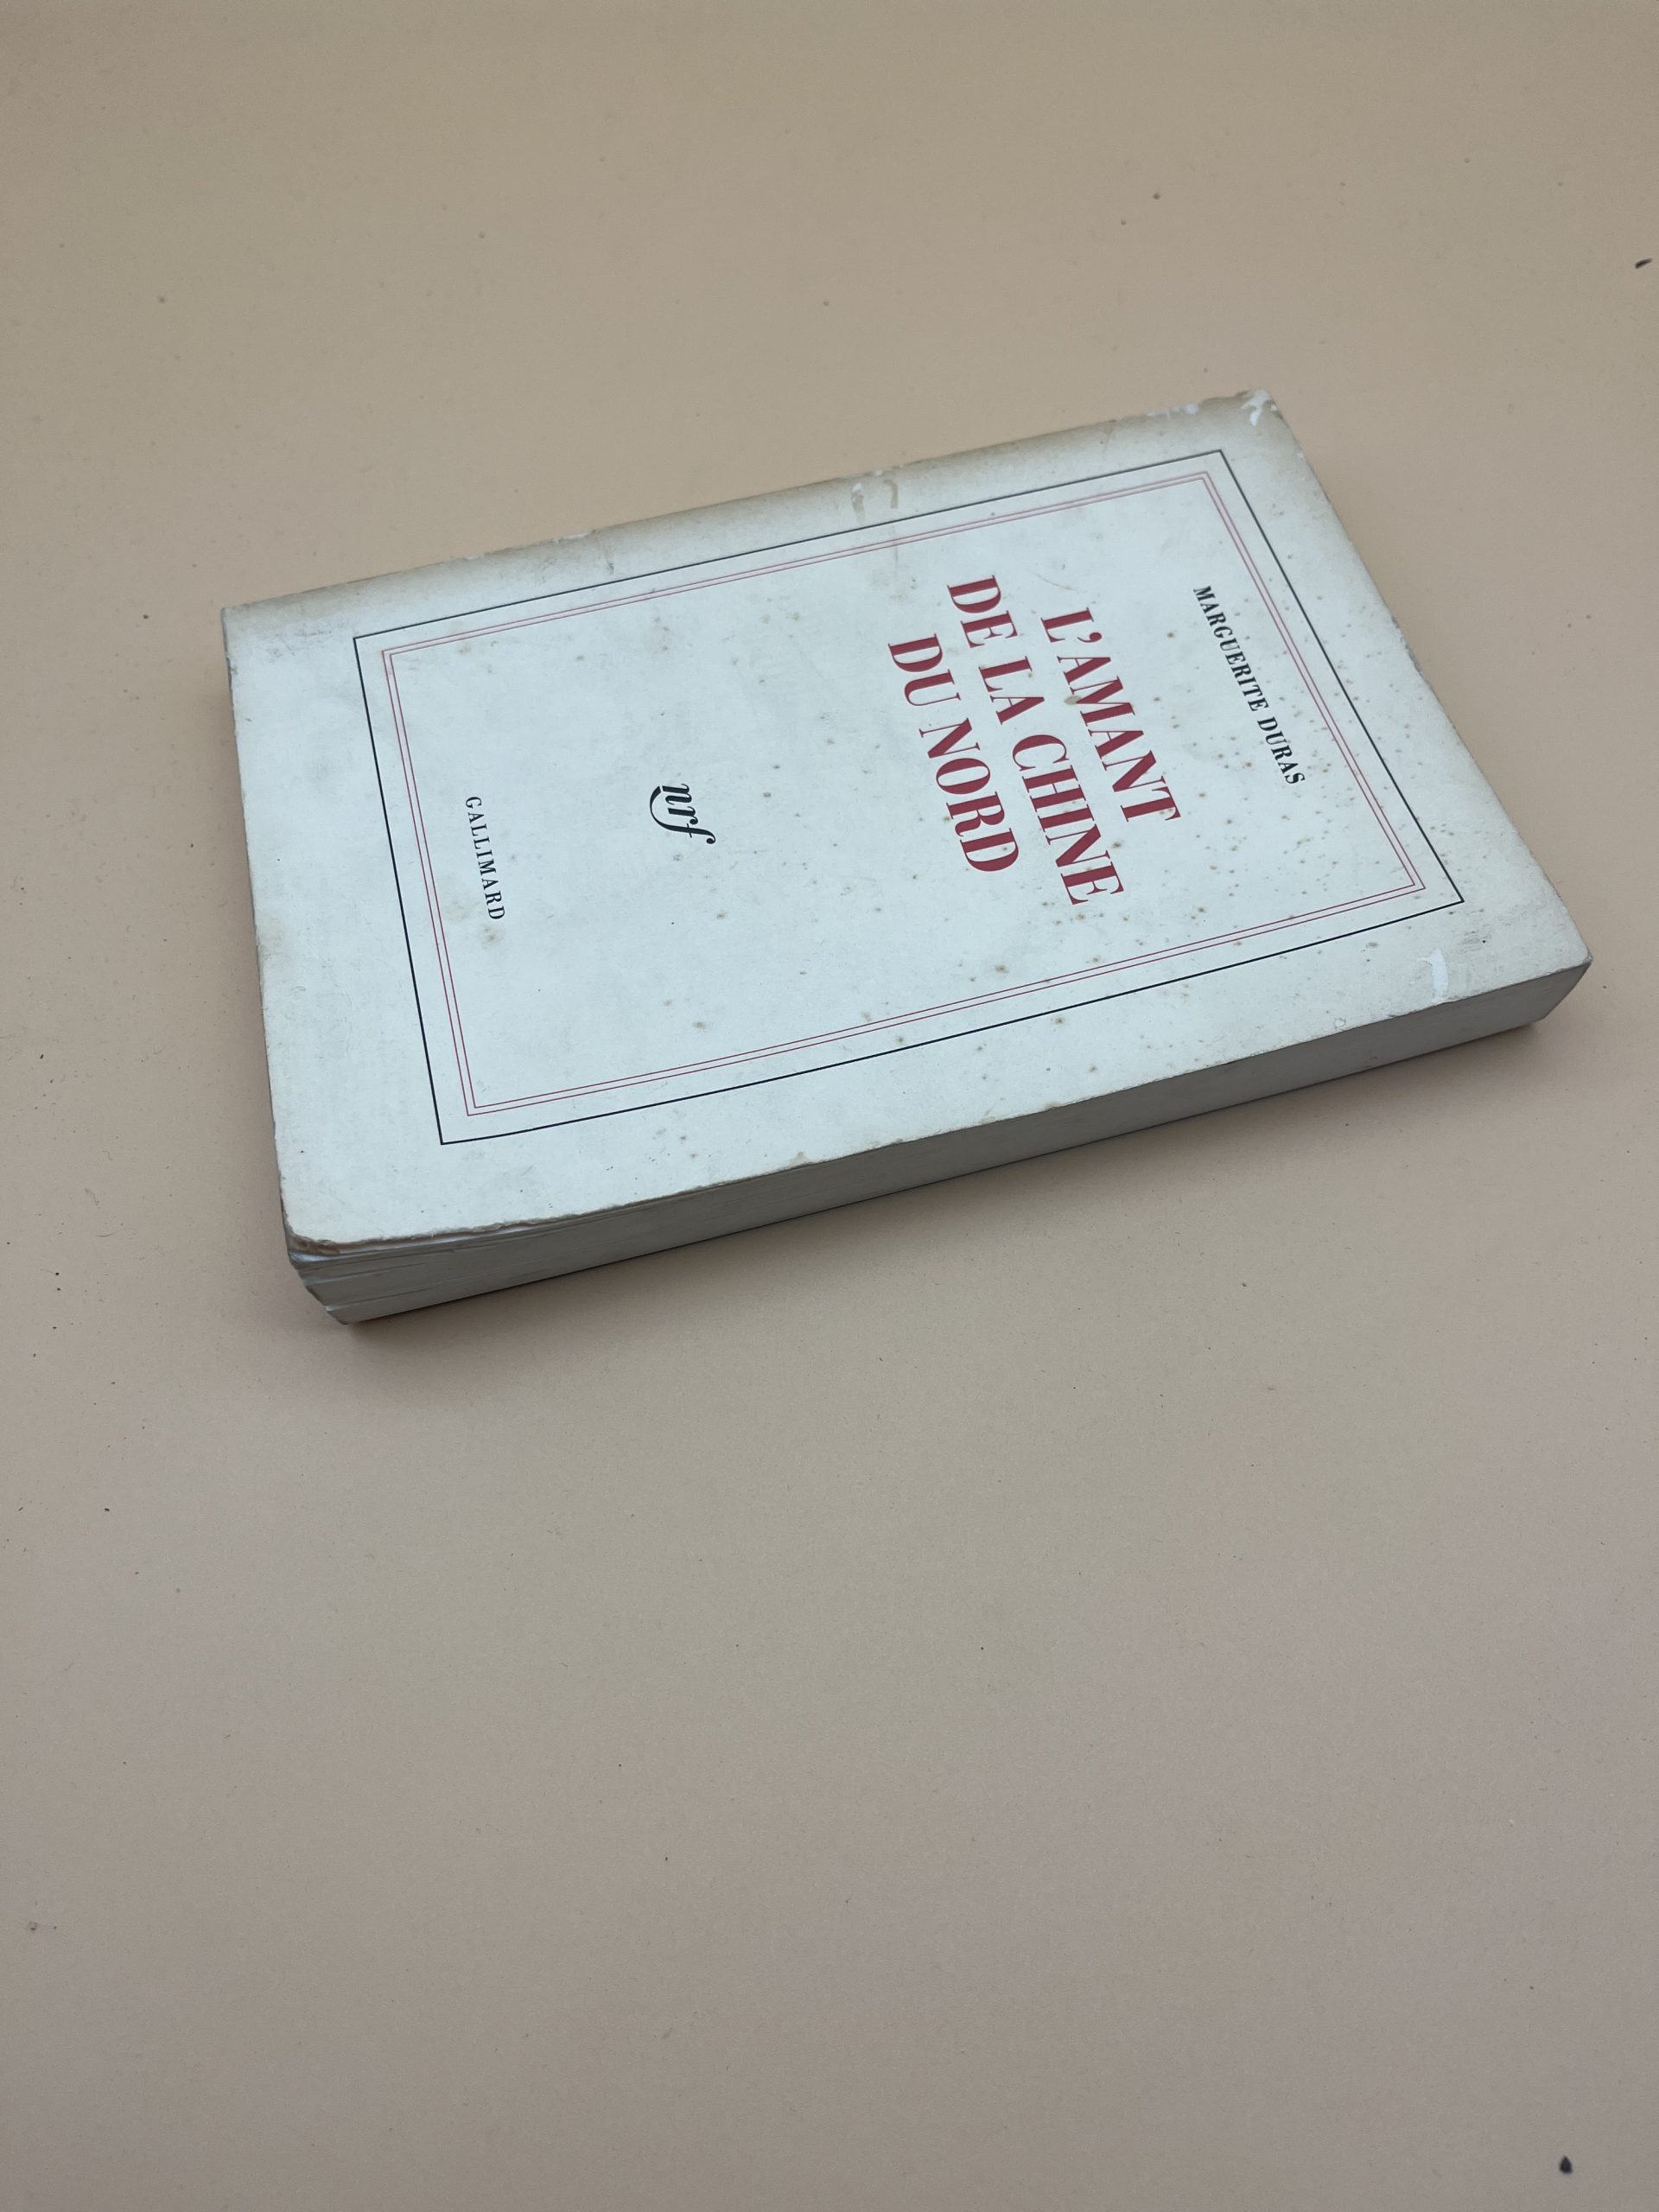 MARGUERITE DURAS
L'AMANT
DE LA CHINE
DU NORD
nrf
GALLIMARD